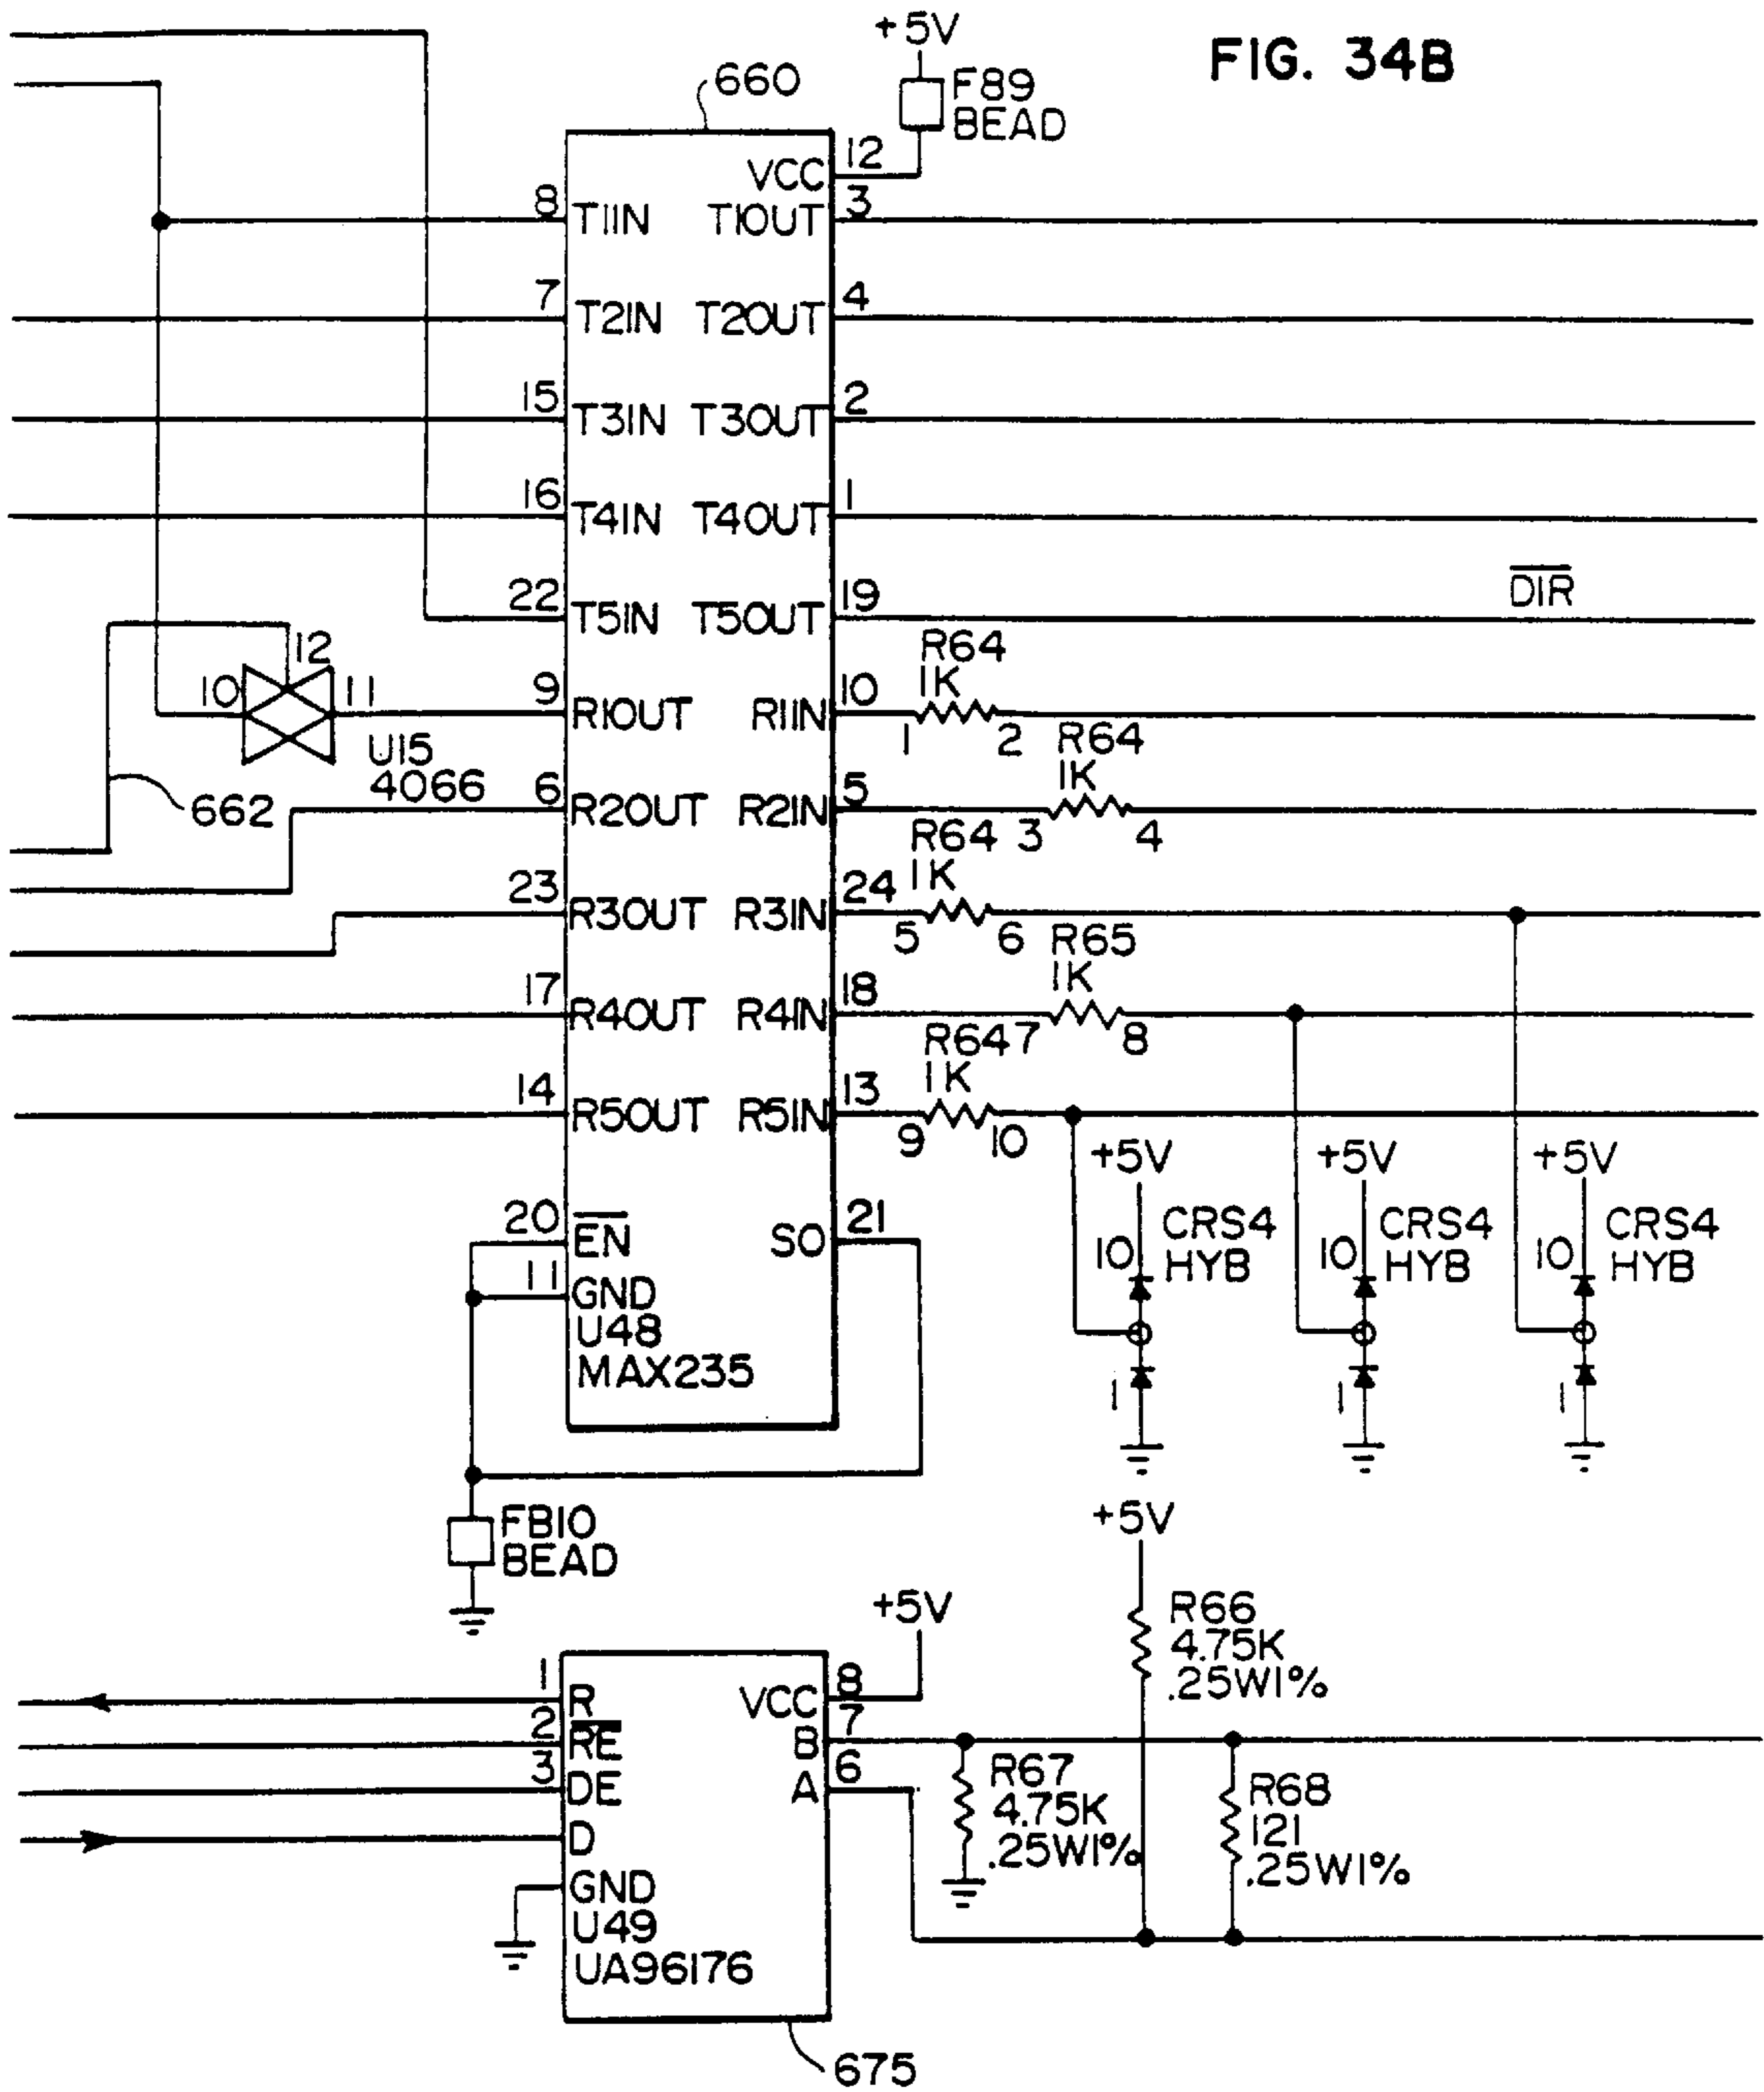 +5V
FIG. 34B
660
F89
BEAD
12
VCC
8
T1IN
T1OUT
3
7
T2IN
T2OUT
4
15
T3IN
T3OUT
2
16
T4IN
T4OUT
1
22
T5IN
T5OUT
19
DIR
12
10
11
U15
4066
662
9
R1OUT
R1IN
10
R64
1K
1
2
6
R2OUT
R2IN
5
R64
1K
3
4
23
R3OUT
R3IN
24
R64
1K
5
6
17
R4OUT
R4IN
18
R65
1K
7
8
14
R5OUT
R5IN
13
R64
1K
9
10
+5V
+5V
+5V
20
EN
SO
21
11
GND
U48
MAX235
10
CRS4
HYB
1
10
CRS4
HYB
1
10
CRS4
HYB
1
FB10
BEAD
+5V
R66
4.75K
.25W1%
+5V
1
R
VCC
8
2
RE
B
7
3
DE
A
6
D
GND
U49
UA96176
R67
4.75K
.25W1%
R68
121
.25W1%
675